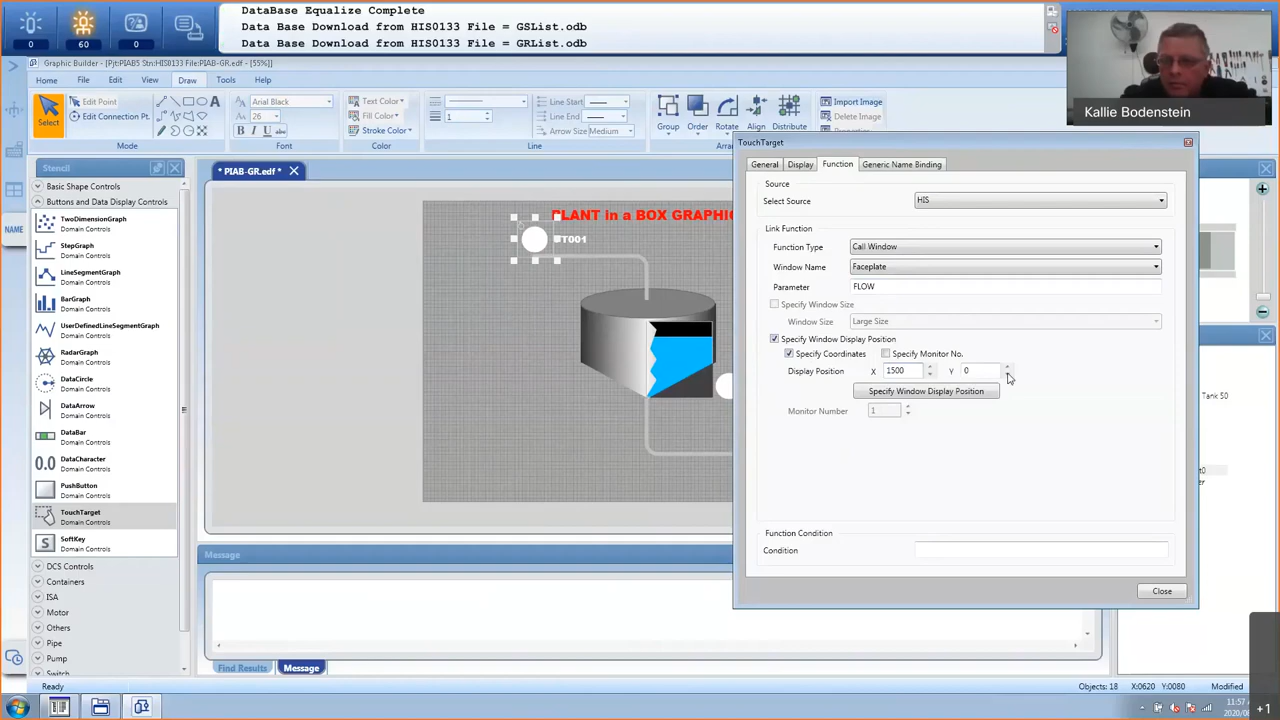 DataBase Equalize Complete
Data Base Download from HIS0133 File = GSList.odb
Data Base Download from HIS0133 File = GRList.odb
0 60 0
Kallie Bodenstein
Graphic Builder - [Pjt:PIAB5 Stn:HIS0133 File:PIAB-GR.edf - [55%]]
Home File Edit View Draw Tools Help
Select
Edit Point
Edit Connection Pt.
Mode
Arial Black
26
B I U abc
Font
Text Color
Fill Color
Stroke Color
Color
1
Line Start
Line End
Arrow Size Medium
Line
Group Order Rotate Align Distribute
Import Image
Delete Image
Stencil
* PIAB-GR.edf *
NAME
Basic Shape Controls
Buttons and Data Display Controls
TwoDimensionGraph
Domain Controls
StepGraph
Domain Controls
LineSegmentGraph
Domain Controls
BarGraph
Domain Controls
UserDefinedLineSegmentGraph
Domain Controls
RadarGraph
Domain Controls
DataCircle
Domain Controls
DataArrow
Domain Controls
DataBar
Domain Controls
0.0
DataCharacter
Domain Controls
PushButton
Domain Controls
TouchTarget
Domain Controls
S
SoftKey
Domain Controls
DCS Controls
Containers
ISA
Motor
Others
Pipe
Pump
Switch
PLANT in a BOX GRAPHIC
T001
TouchTarget
General Display Function Generic Name Binding
Source
Select Source HIS
Link Function
Function Type Call Window
Window Name Faceplate
Parameter FLOW
Specify Window Size
Window Size Large Size
Specify Window Display Position
Specify Coordinates Specify Monitor No.
Display Position X 1500 Y 0
Specify Window Display Position
Monitor Number 1
Function Condition
Condition
Close
Tank S0
Message
Find Results Message
Ready
Objects: 18 X:0620 Y:0080 Modified
11:57
+1